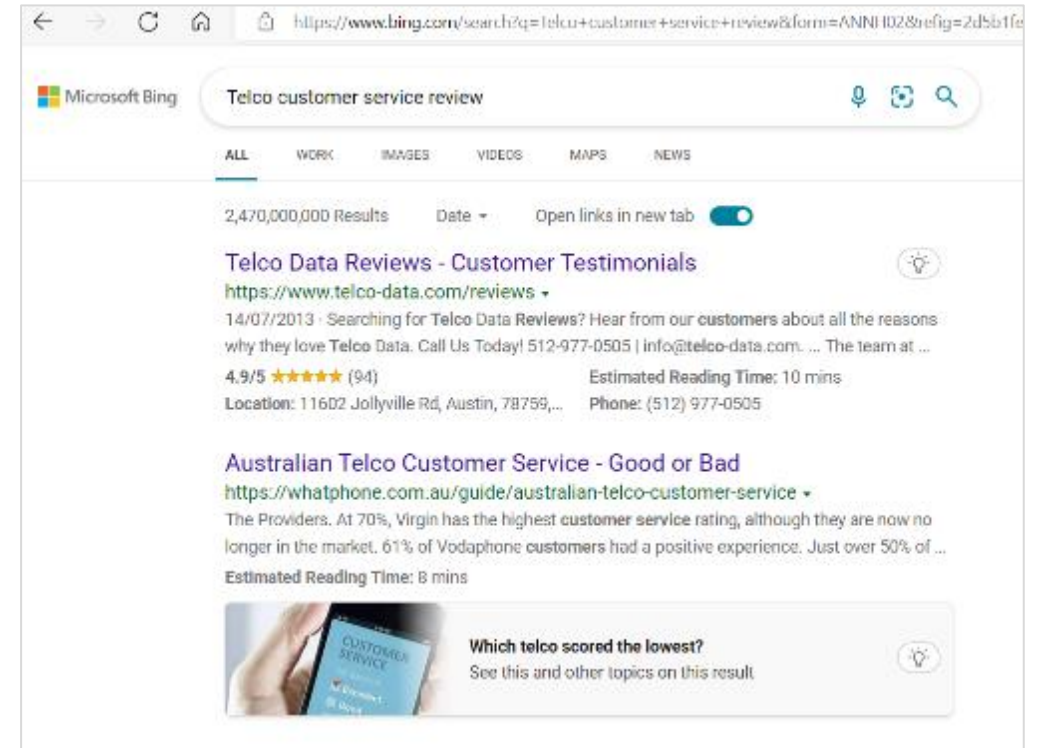 https://www.bing.com/search?q=Telco+customer+service+review&form=ANNH02&refig=2d5b1fe
Microsoft Bing
Telco customer service review
ALL WORK IMAGES VIDEOS MAPS NEWS
2,470,000,000 Results Date Open links in new tab
Telco Data Reviews - Customer Testimonials
https://www.telco-data.com/reviews
14/07/2013 · Searching for Telco Data Reviews? Hear from our customers about all the reasons
why they love Telco Data. Call Us Today! 512-977-0505 | info@telco-data.com. ... The team at ...
4.9/5 ★★★★★ (94) Estimated Reading Time: 10 mins
Location: 11602 Jollyville Rd, Austin, 78759,... Phone: (512) 977-0505
Australian Telco Customer Service - Good or Bad
https://whatphone.com.au/guide/australian-telco-customer-service
The Providers. At 70%, Virgin has the highest customer service rating, although they are now no
longer in the market. 61% of Vodaphone customers had a positive experience. Just over 50% of ...
Estimated Reading Time: 8 mins
CUSTOMER
SERVICE
Excellent
Good
Which telco scored the lowest?
See this and other topics on this result